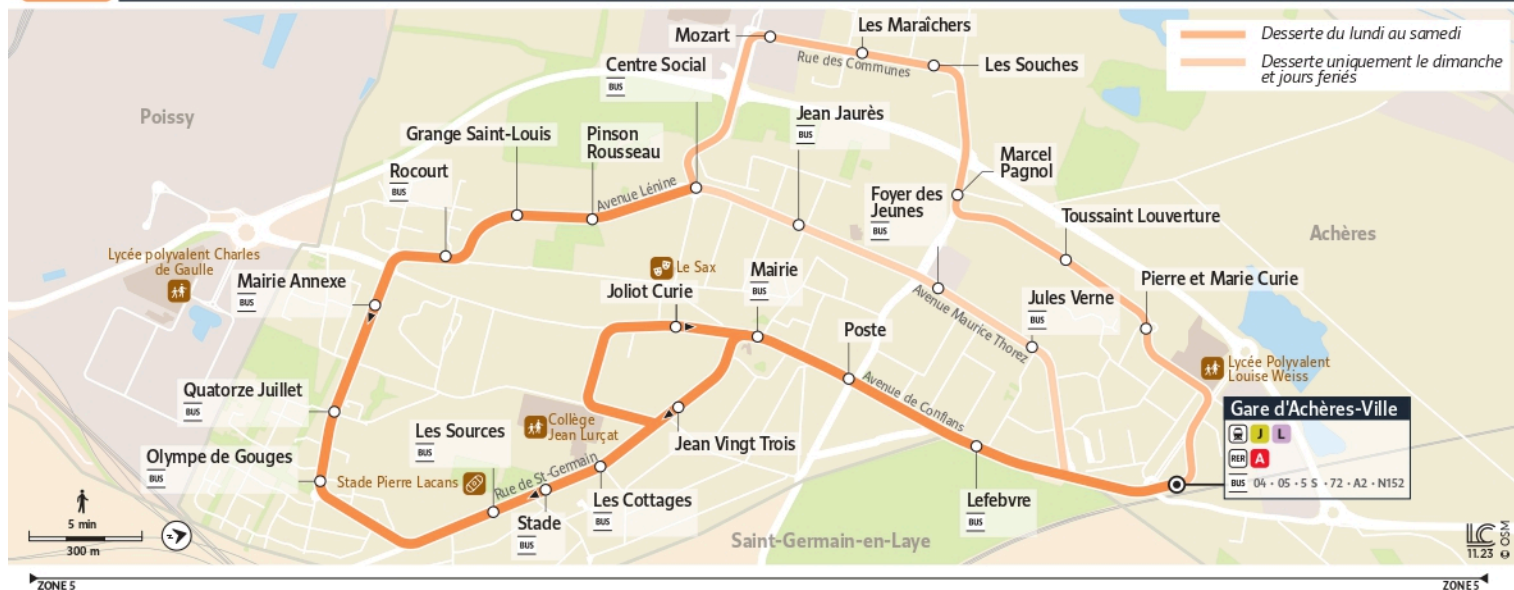 Desserte du lundi au samedi
Desserte uniquement le dimanche
et jours feriés
Mozart
Les Maraîchers
Rue des Communes
Les Souches
Centre Social
BUS
Poissy
Jean Jaurès
BUS
Grange Saint-Louis
Pinson
Rousseau
Rocourt
BUS
Avenue Lénine
Marcel
Pagnol
Foyer des
Jeunes
BUS
Toussaint Louverture
Achères
Lycée polyvalent Charles
de Gaulle
Mairie Annexe
BUS
Le Sax
Joliot Curie
Mairie
BUS
Pierre et Marie Curie
Avenue Maurice Thorez
Jules Verne
BUS
Poste
Lycée Polyvalent
Louise Weiss
Quatorze Juillet
BUS
Avenue de Conflans
Collège
Jean Lurçat
Gare d'Achères-Ville
J L
RER A
BUS 04 · 05 · 5 S · 72 · A2 · N152
Les Sources
BUS
Jean Vingt Trois
Olympe de Gouges
BUS
Stade Pierre Lacans
Rue de St-Germain
Les Cottages
BUS
Stade
BUS
Lefebvre
BUS
Saint-Germain-en-Laye
5 min
300 m
Z
LC
11.23 © OSM
ZONE 5
ZONE 5